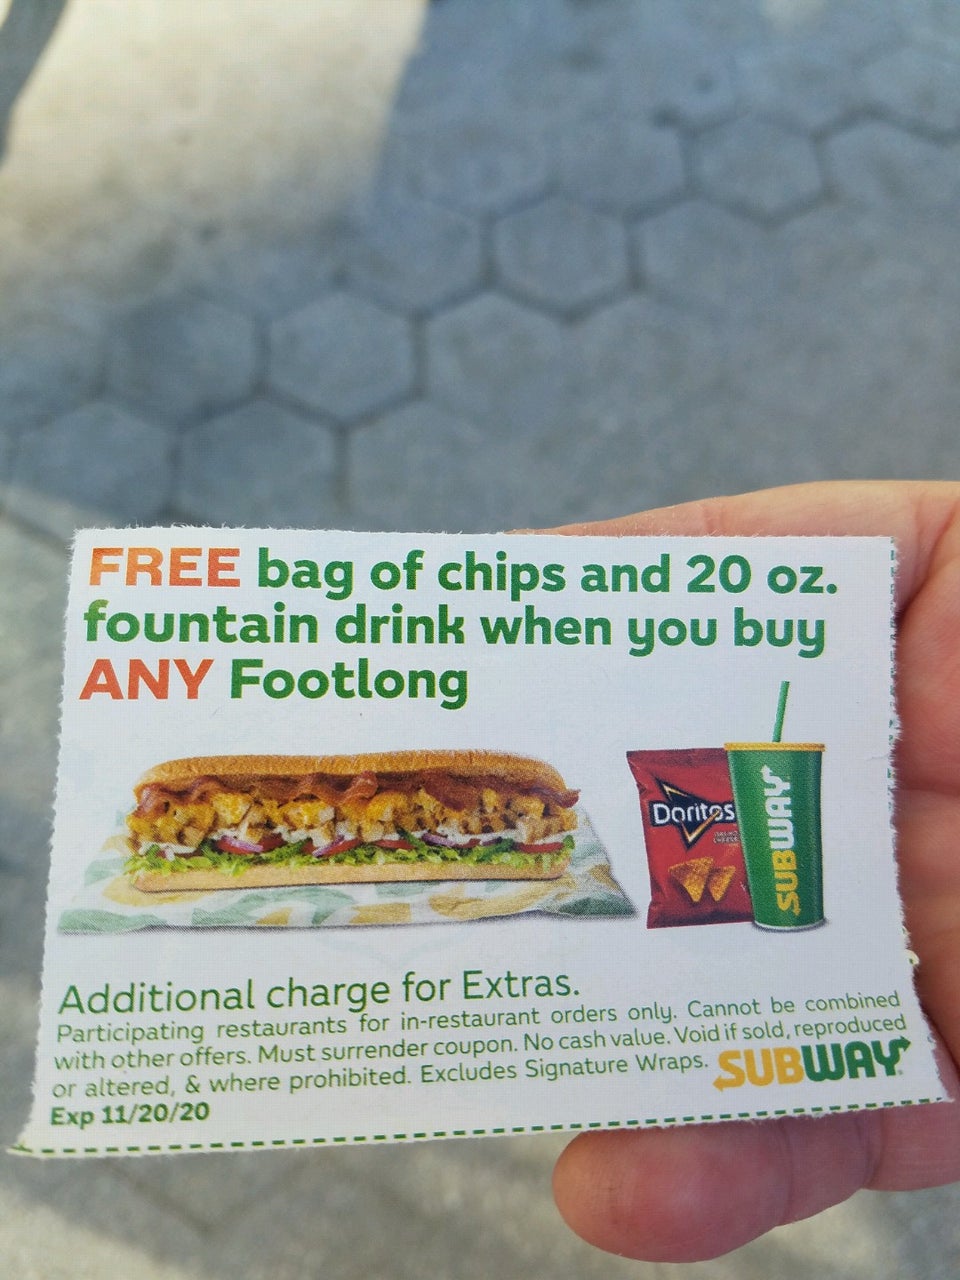 FREE bag of chips and 20 oz.
fountain drink when you buy
ANY Footlong
Doritos
NACHO
CHEESE
SUBWAY
Additional charge for Extras.
Participating restaurants for in-restaurant orders only. Cannot be combined
with other offers. Must surrender coupon. No cash value. Void if sold, reproduced
or altered, & where prohibited. Excludes Signature Wraps.
SUBWAY
Exp 11/20/20